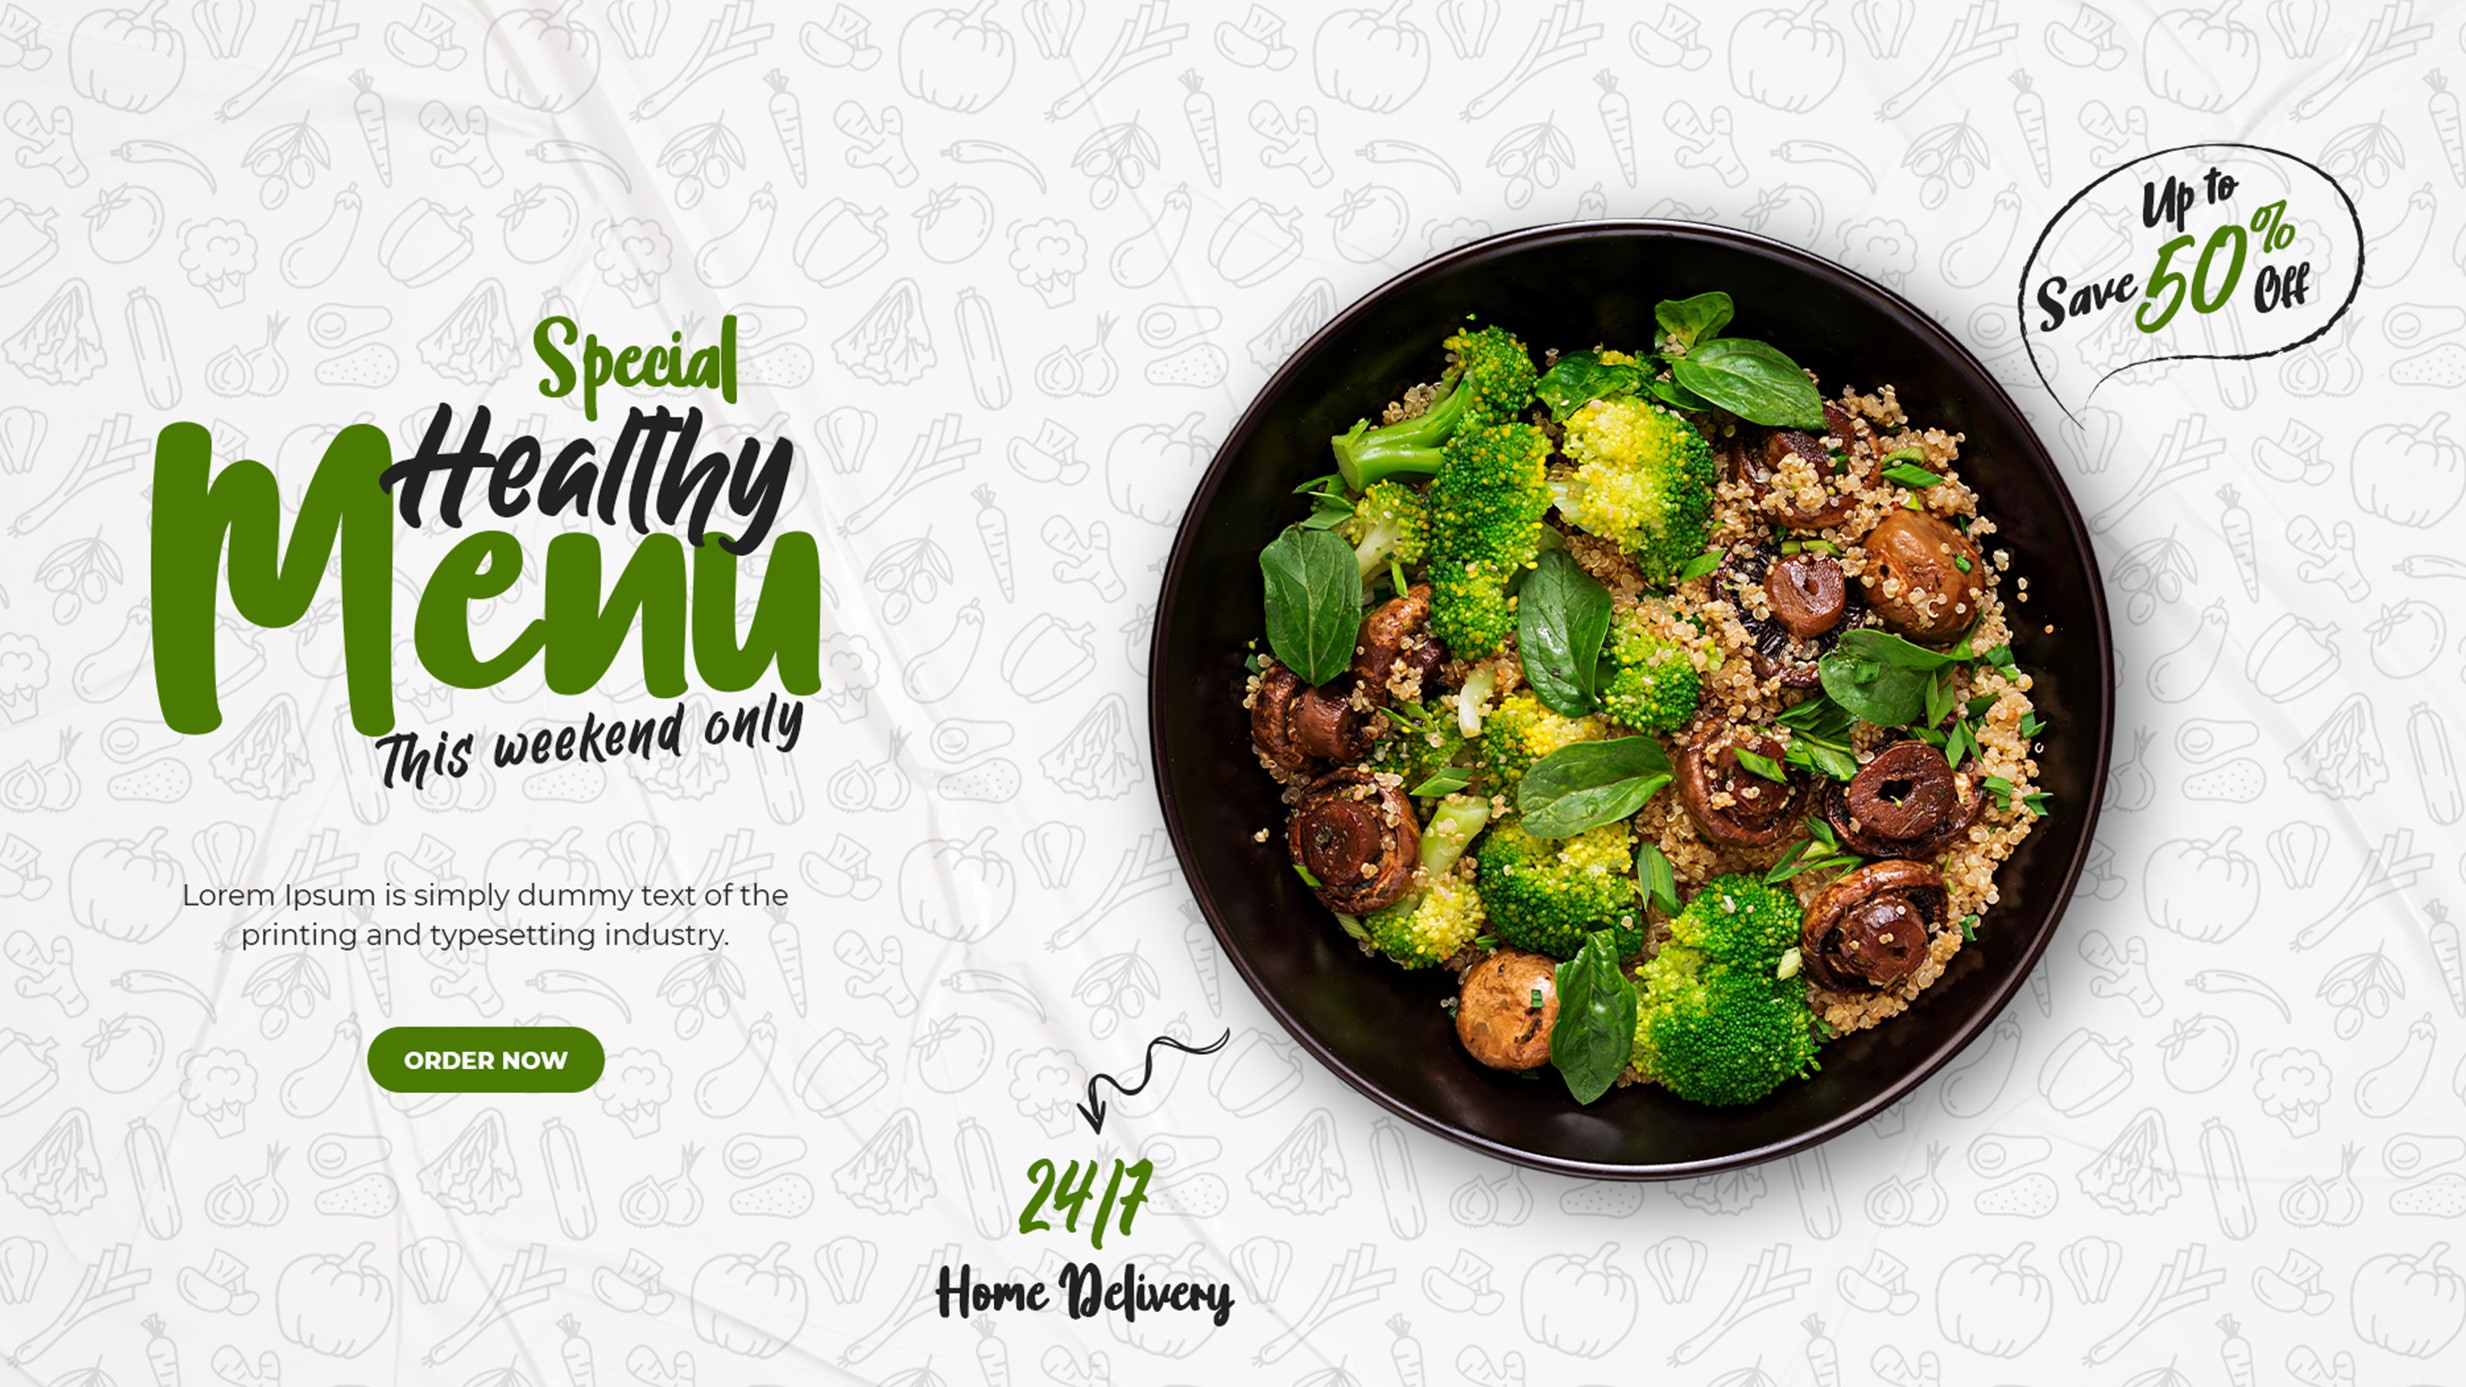 Special
Healthy
Menu
This weekend only
Lorem Ipsum is simply dummy text of the
printing and typesetting industry.
ORDER NOW
24/7
Home Delivery
Up to
Save 50% Off